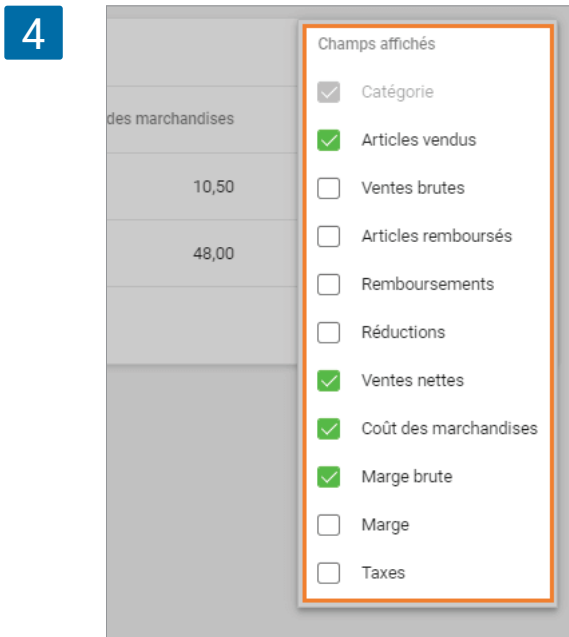 4
Champs affichés
Catégorie
des marchandises
Articles vendus
10,50
Ventes brutes
Articles remboursés
48,00
Remboursements
Réductions
Ventes nettes
Coût des marchandises
Marge brute
Marge
Taxes